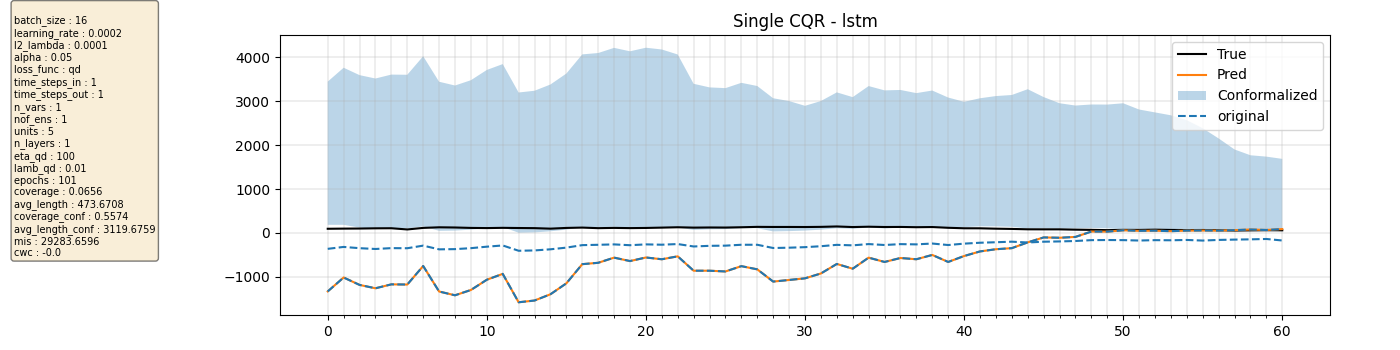 batch_size : 16
learning_rate : 0.0002
l2_lambda : 0.0001
alpha : 0.05
loss_func : qd
time_steps_in : 1
time_steps_out : 1
n_vars : 1
nof_ens : 1
units : 5
n_layers : 1
eta_qd : 100
lamb_qd : 0.01
epochs : 101
coverage : 0.0656
avg_length : 473.6708
coverage_conf : 0.5574
avg_length_conf : 3119.6759
mis : 29283.6596
cwc : -0.0
Single CQR - lstm
4000
3000
2000
1000
0
−1000
True
Pred
Conformalized
original
0 10 20 30 40 50 60